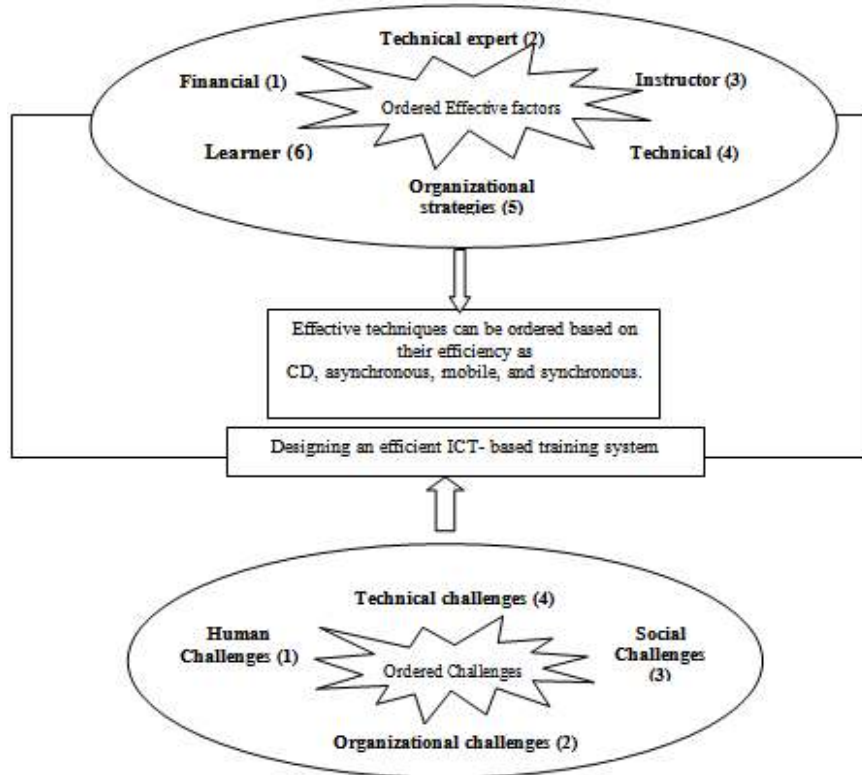 Technical expert (2)
Financial (1)
Instructor (3)
Ordered Effective factors
Learner (6)
Technical (4)
Organizational
strategies (5)
Effective techniques can be ordered based on
their efficiency as
CD, asynchronous, mobile, and synchronous.
Designing an efficient ICT- based training system
Technical challenges (4)
Human
Challenges (1)
Social
Challenges
(3)
Ordered Challenges
Organizational challenges (2)